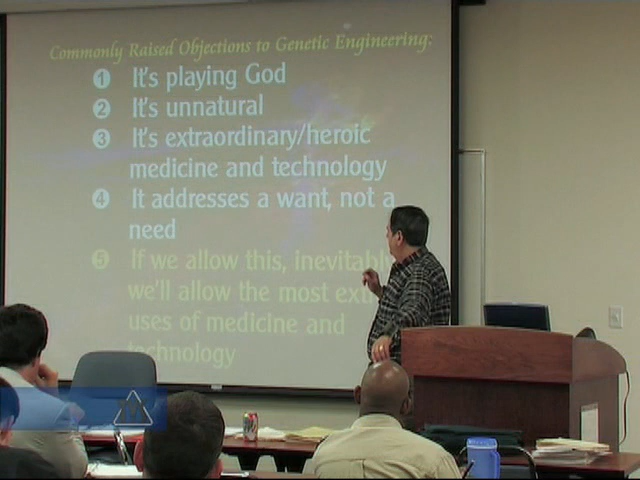 Commonly Raised Objections to Genetic Engineering:
1 It's playing God
2 It's unnatural
3 It's extraordinary/heroic
medicine and technology
4 It addresses a want, not a
need
5 If we allow this, inevitably
we'll allow the most
uses of medicine and
technology